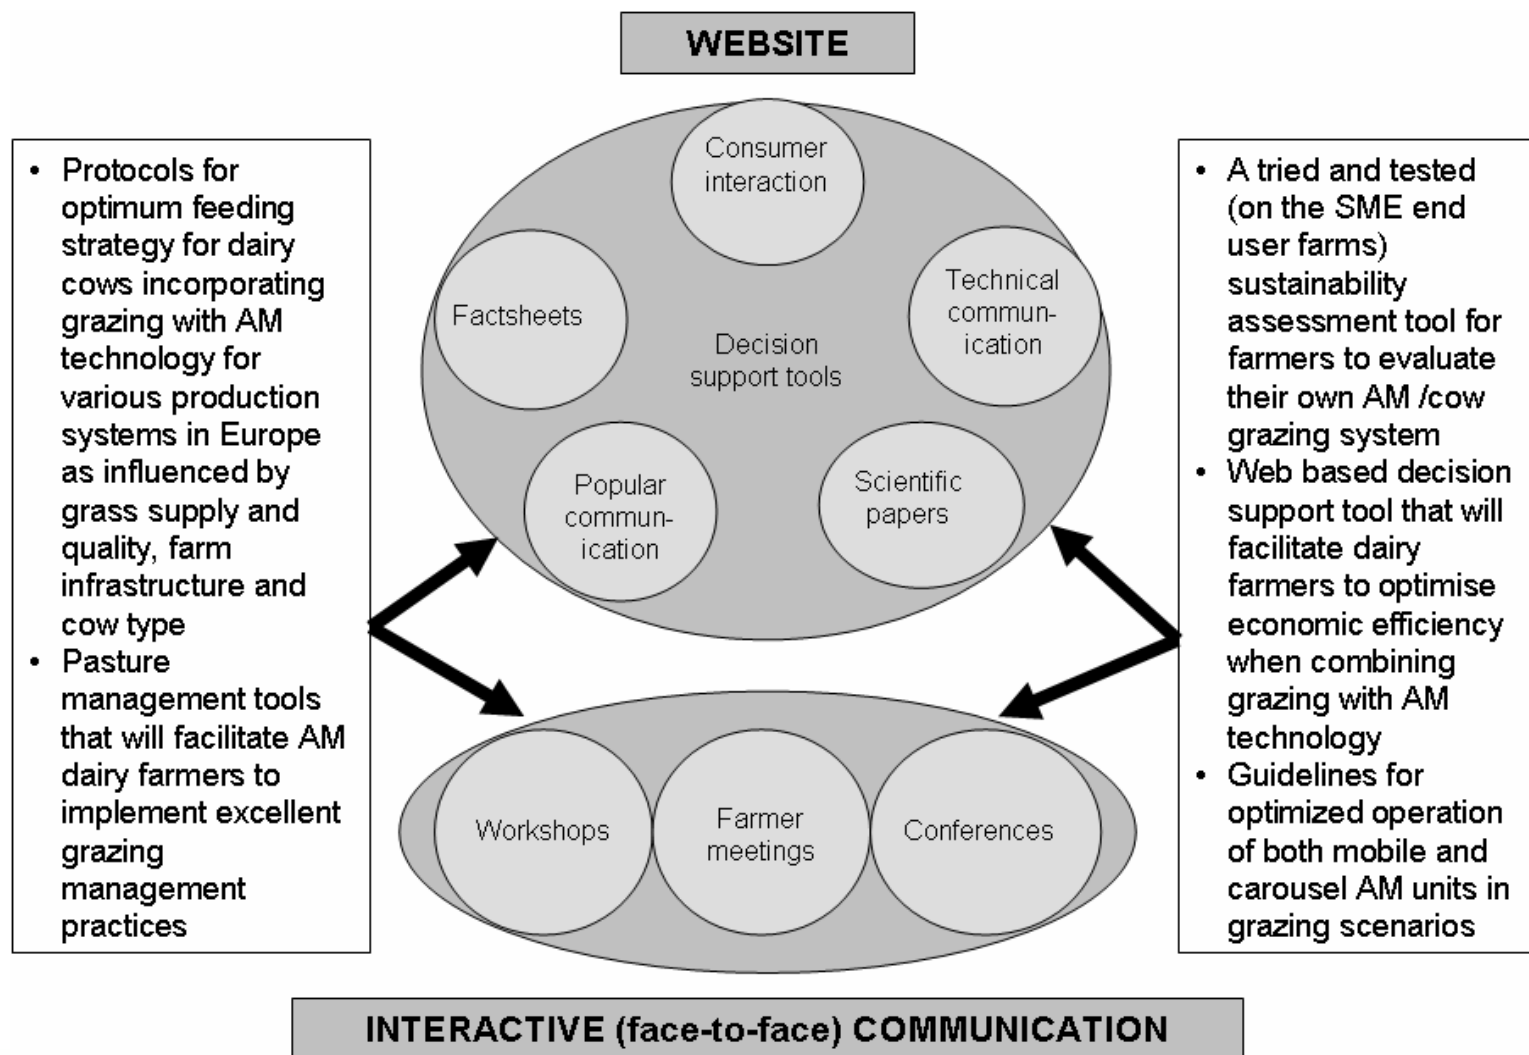 WEBSITE
• Protocols for
optimum feeding
strategy for dairy
cows incorporating
grazing with AM
technology for
various production
systems in Europe
as influenced by
grass supply and
quality, farm
infrastructure and
cow type
• Pasture
management tools
that will facilitate AM
dairy farmers to
implement excellent
grazing
management
practices
Consumer
interaction
Factsheets
Technical
commun-
ication
Decision
support tools
Popular
commun-
ication
Scientific
papers
Workshops
Farmer
meetings
Conferences
• A tried and tested
(on the SME end
user farms)
sustainability
assessment tool for
farmers to evaluate
their own AM /cow
grazing system
• Web based decision
support tool that will
facilitate dairy
farmers to optimise
economic efficiency
when combining
grazing with AM
technology
• Guidelines for
optimized operation
of both mobile and
carousel AM units in
grazing scenarios
INTERACTIVE (face-to-face) COMMUNICATION